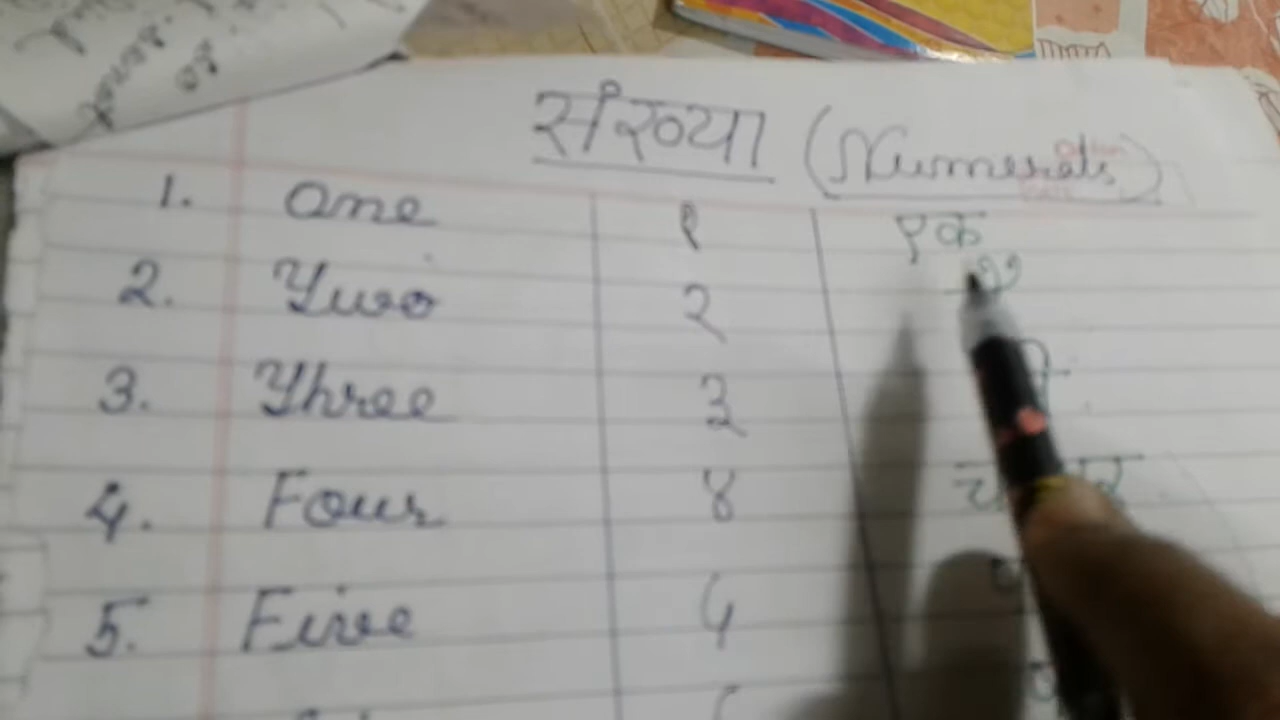 संख्या (Numerals)
1. One १ एक
2. Two २
3. Three ३
4. Four ४
5. Five ५